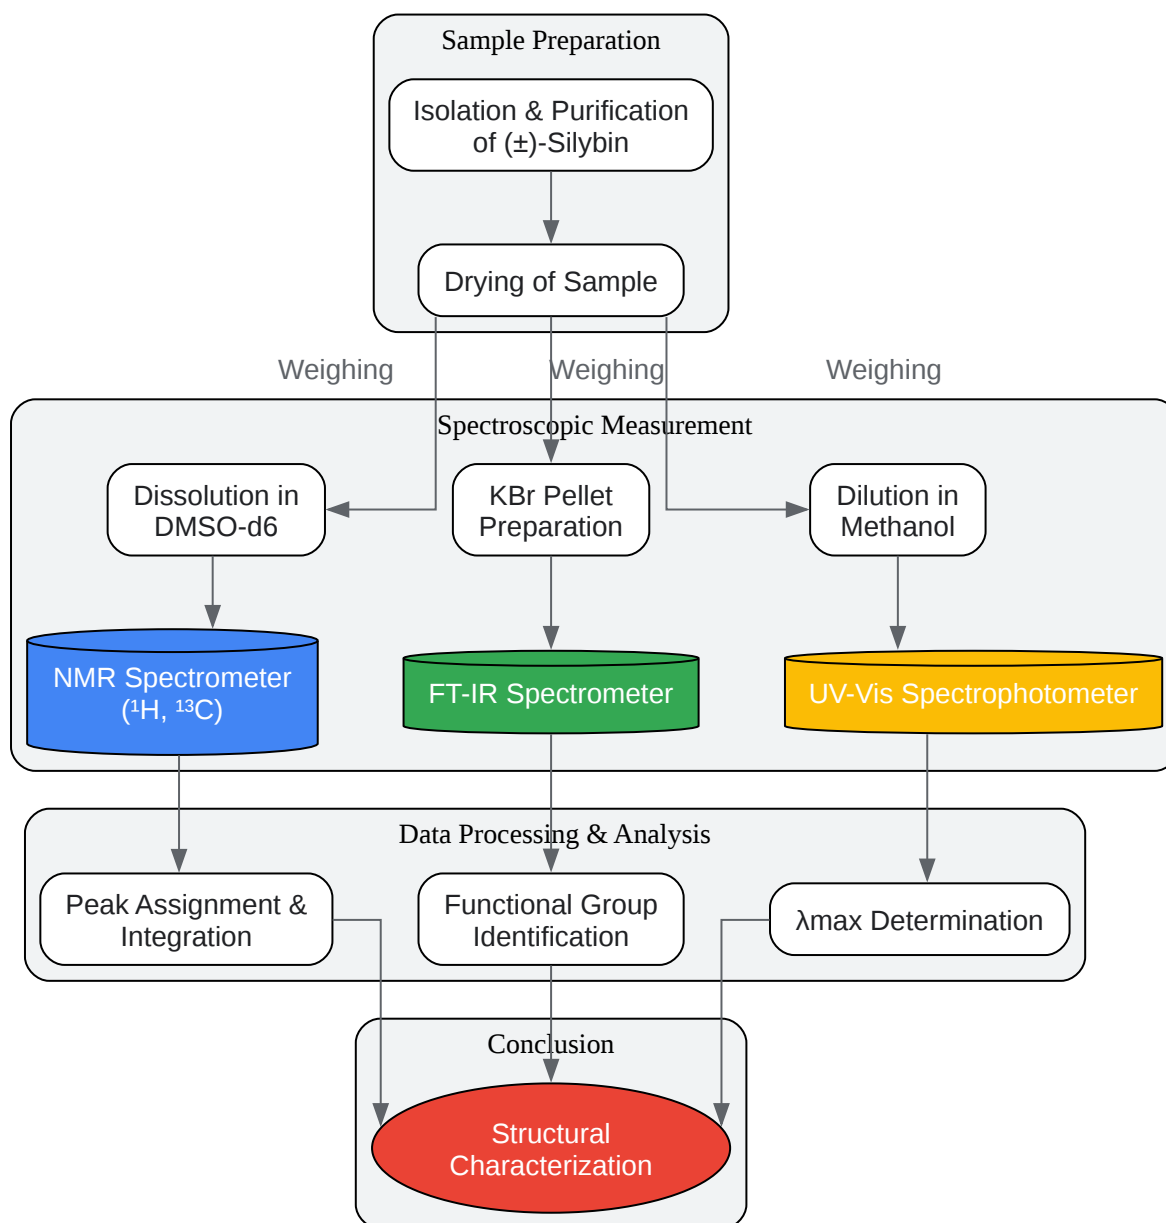 Sample Preparation
Isolation & Purification
of (±)-Silybin
Drying of Sample
Weighing
Weighing
Weighing
Spectroscopic Measurement
Dissolution in
DMSO-d6
KBr Pellet
Preparation
Dilution in
Methanol
NMR Spectrometer
(¹H, ¹³C)
FT-IR Spectrometer
UV-Vis Spectrophotometer
Data Processing & Analysis
Peak Assignment &
Integration
Functional Group
Identification
λmax Determination
Conclusion
Structural
Characterization